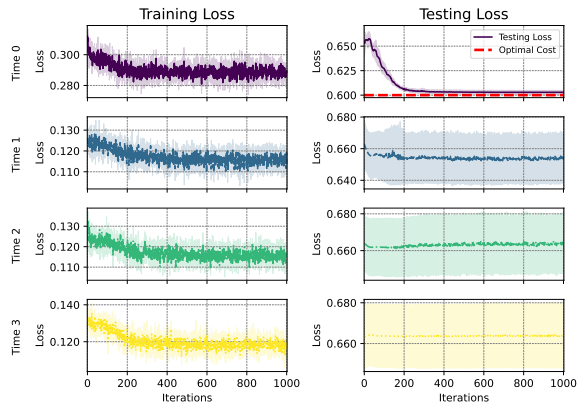 Training Loss
Testing Loss
Time 0
Loss
0.300
0.280
Loss
0.650
0.625
0.600
Testing Loss
Optimal Cost
Time 1
Loss
0.130
0.120
0.110
Loss
0.680
0.660
0.640
Time 2
Loss
0.130
0.120
0.110
Loss
0.680
0.660
Time 3
Loss
0.140
0.120
0 200 400 600 800 1000
Iterations
Loss
0.680
0.660
0 200 400 600 800 1000
Iterations